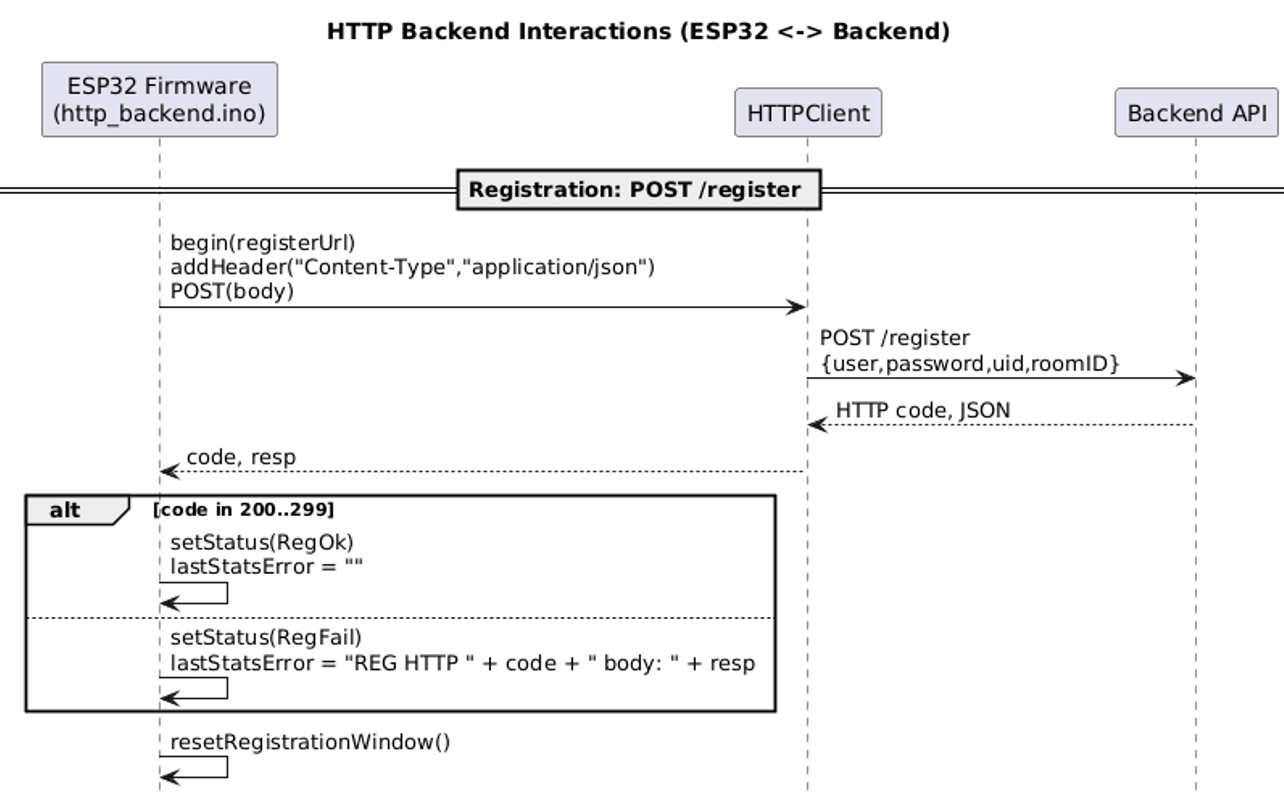 HTTP Backend Interactions (ESP32 <-> Backend)
ESP32 Firmware
(http_backend.ino)
HTTPClient
Backend API
Registration: POST /register
begin(registerUrl)
addHeader("Content-Type","application/json")
POST(body)
POST /register
{user,password,uid,roomID}
HTTP code, JSON
code, resp
alt
[code in 200..299]
setStatus(RegOk)
lastStatsError = ""
setStatus(RegFail)
lastStatsError = "REG HTTP " + code + " body: " + resp
resetRegistrationWindow()